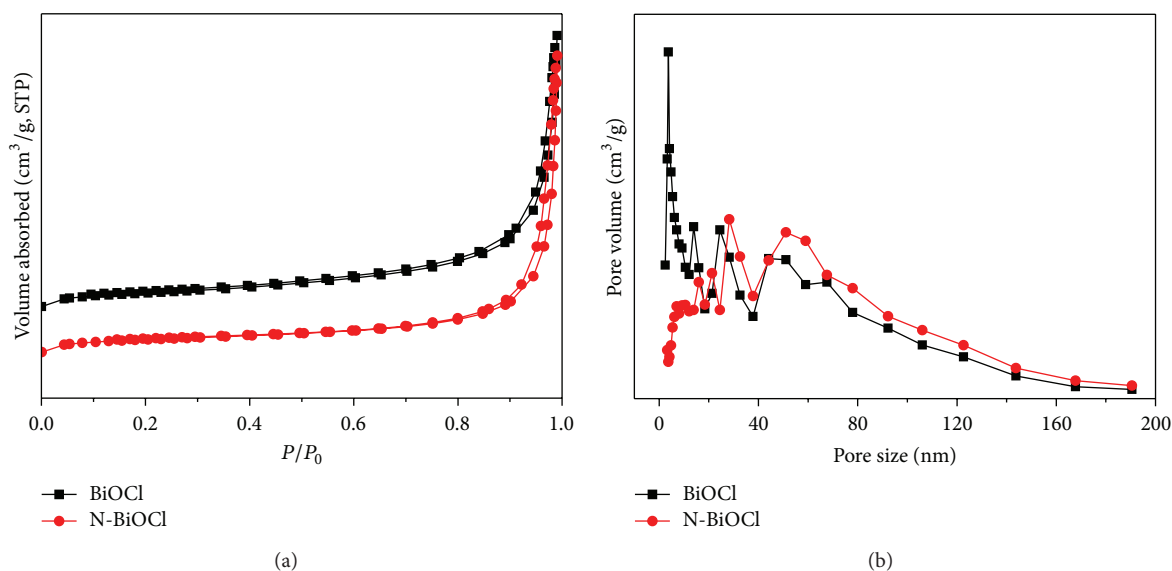 Volume absorbed (cm³/g, STP)
0.0 0.2 0.4 0.6 0.8 1.0
P/P₀
BiOCl
N-BiOCl
(a)
Pore volume (cm³/g)
0 40 80 120 160 200
Pore size (nm)
BiOCl
N-BiOCl
(b)